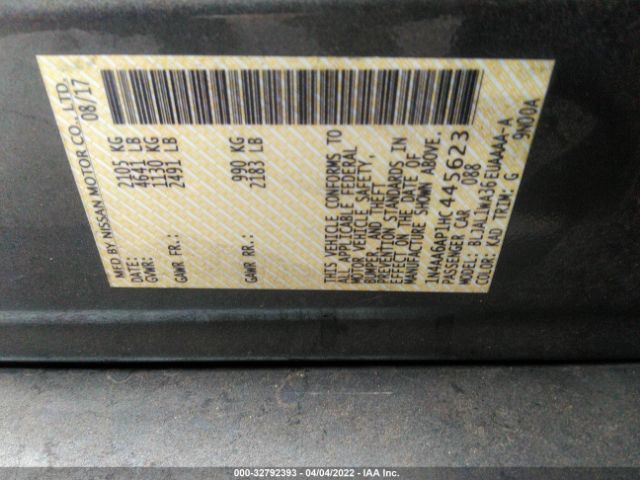 MFD BY NISSAN MOTOR CO., LTD.
DATE: 08/17
GVWR: 2105 KG
4641 LB
GAWR FR.: 1130 KG
2491 LB
GAWR RR.: 990 KG
2183 LB
THIS VEHICLE CONFORMS TO
ALL APPLICABLE FEDERAL
MOTOR VEHICLE SAFETY,
BUMPER, AND THEFT
PREVENTION STANDARDS IN
EFFECT ON THE DATE OF
MANUFACTURE SHOWN ABOVE.
1N4AA6AP1HC445623
PASSENGER CAR 088
MODEL: BLJALIWA36EUAAAA-A
COLOR: KAD TRIM: G 9N00A
000-32792393 - 04/04/2022 - IAA Inc.